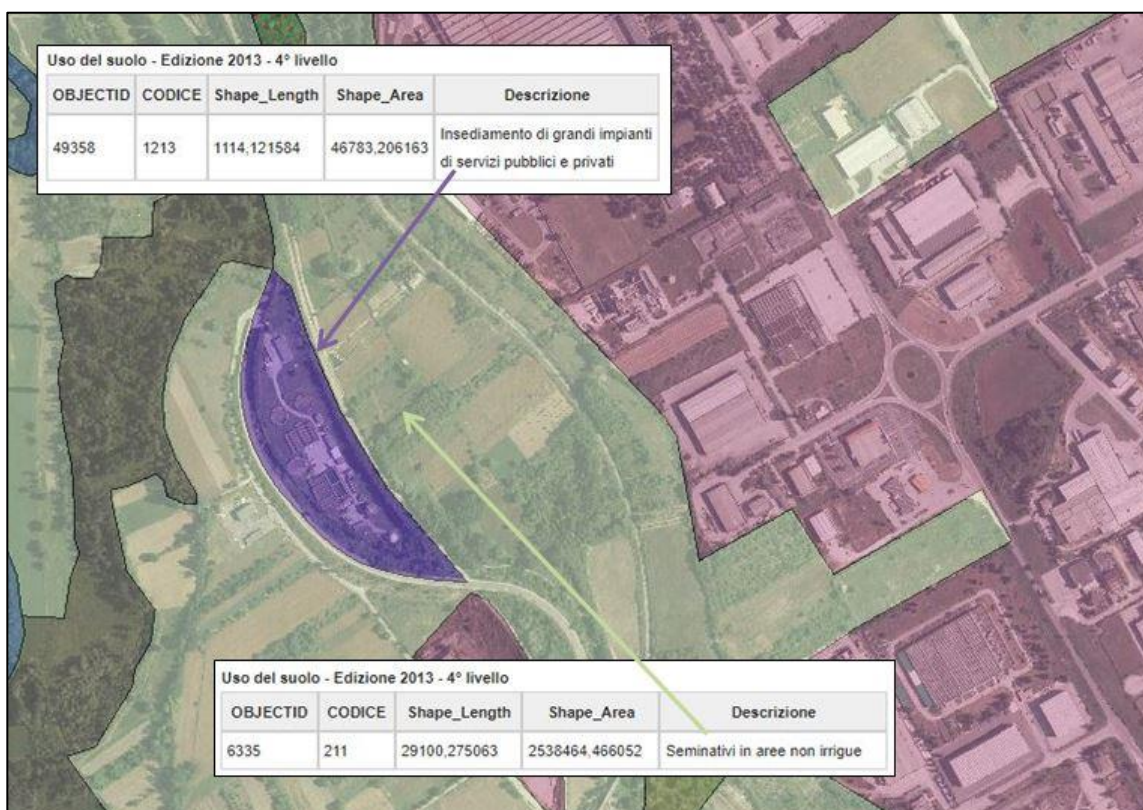 Uso del suolo - Edizione 2013 - 4° livello
OBJECTID CODICE Shape_Length Shape_Area Descrizione
49358 1213 1114,121584 46783,206163 Insediamento di grandi impianti
di servizi pubblici e privati
Uso del suolo - Edizione 2013 - 4° livello
OBJECTID CODICE Shape_Length Shape_Area Descrizione
6335 211 29100,275063 2538464,466052 Seminativi in aree non irrigue